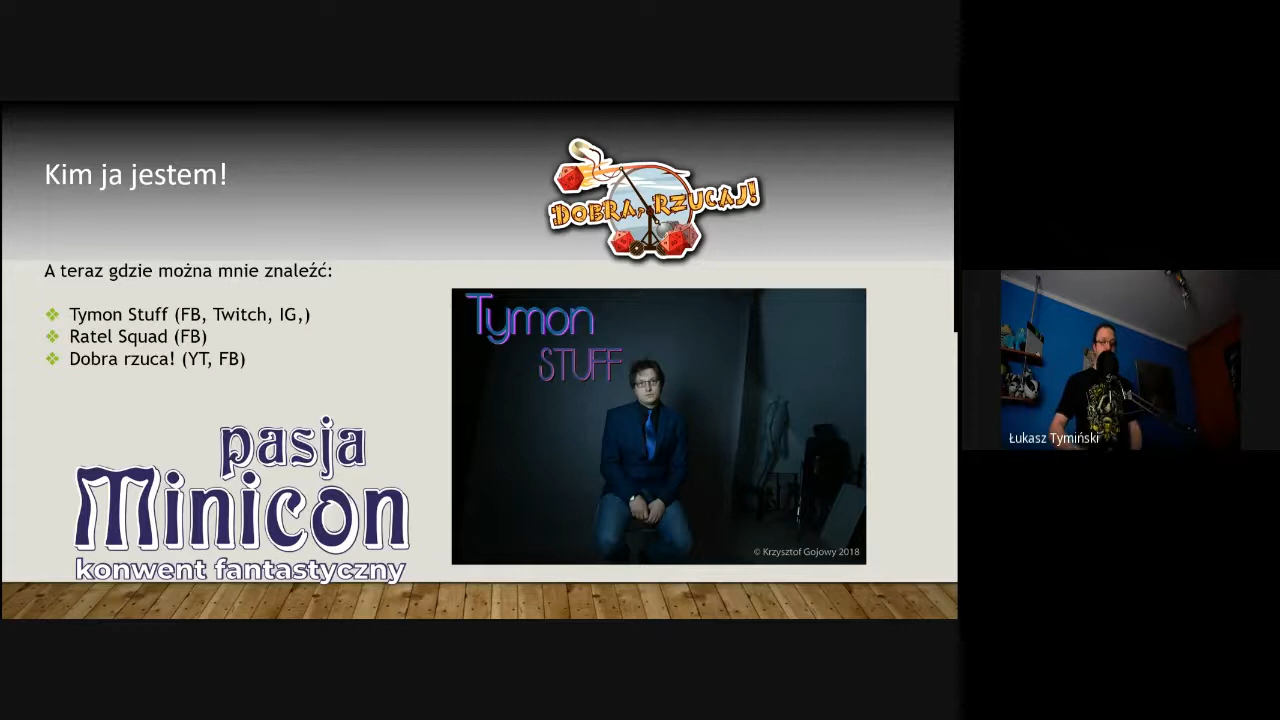 Kim ja jestem!
DOBRA, RZUCAJ!
A teraz gdzie można mnie znaleźć:
❖ Tymon Stuff (FB, Twitch, IG,)
❖ Ratel Squad (FB)
❖ Dobra rzuca! (YT, FB)
Tymon
STUFF
pasja
Minicon
konwent fantastyczny
© Krzysztof Gojowy 2018
Łukasz Tymiński